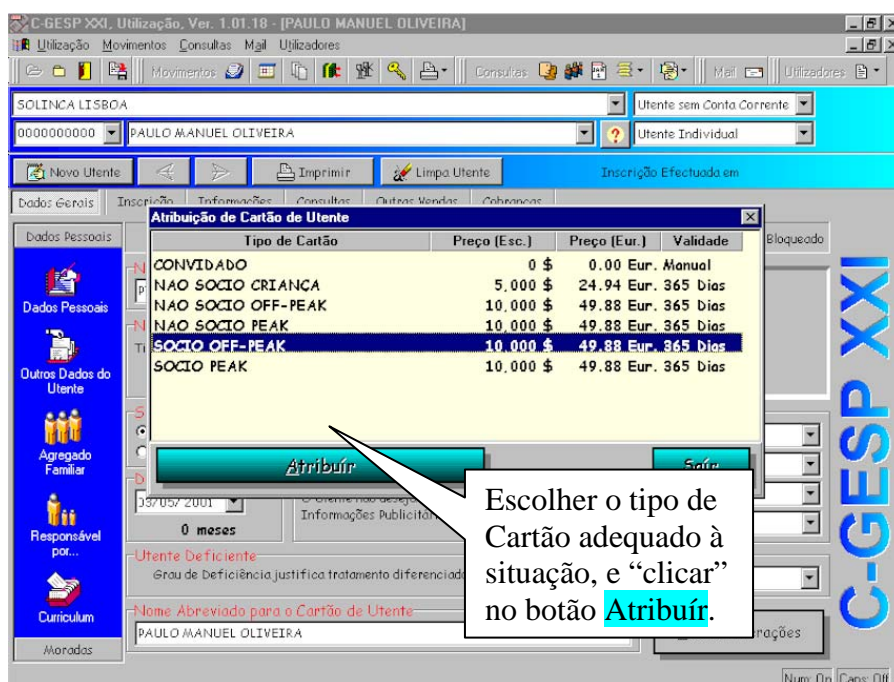 C-GESP XXI, Utilização, Ver. 1.01.18 - [PAULO MANUEL OLIVEIRA]
Utilização Movimentos Consultas Mail Utilizadores
Movimentos Consultas Mail Utilizadores
SOLINCA LISBOA Utente sem Conta Corrente
0000000000 PAULO MANUEL OLIVEIRA Utente Individual
Novo Utente Imprimir Limpa Utente Inscrição Efectuada em
Dados Gerais Inscrição Informações Consultas Outras Vendas Cobranças
Atribuição de Cartão de Utente
Dados Pessoais Bloqueado
Tipo de Cartão Preço (Esc.) Preço (Eur.) Validade
CONVIDADO 0 $ 0.00 Eur. Manual
NAO SOCIO CRIANCA 5.000 $ 24.94 Eur. 365 Dias
NAO SOCIO OFF-PEAK 10.000 $ 49.88 Eur. 365 Dias
NAO SOCIO PEAK 10.000 $ 49.88 Eur. 365 Dias
SOCIO OFF-PEAK 10.000 $ 49.88 Eur. 365 Dias
SOCIO PEAK 10.000 $ 49.88 Eur. 365 Dias
Dados Pessoais
Outros Dados do
Utente
Agregado
Familiar
Responsável
por...
Curriculum
Moradas
Atribuír Saír
03/05/2001
0 meses
Informações Publicitár
Utente Deficiente
Grau de Deficiência justifica tratamento diferenciado
Nome Abreviado para o Cartão de Utente
PAULO MANUEL OLIVEIRA
rações
Escolher o tipo de
Cartão adequado à
situação, e “clicar”
no botão Atribuír.
C-GESP XXI
Num: On Caps: Off